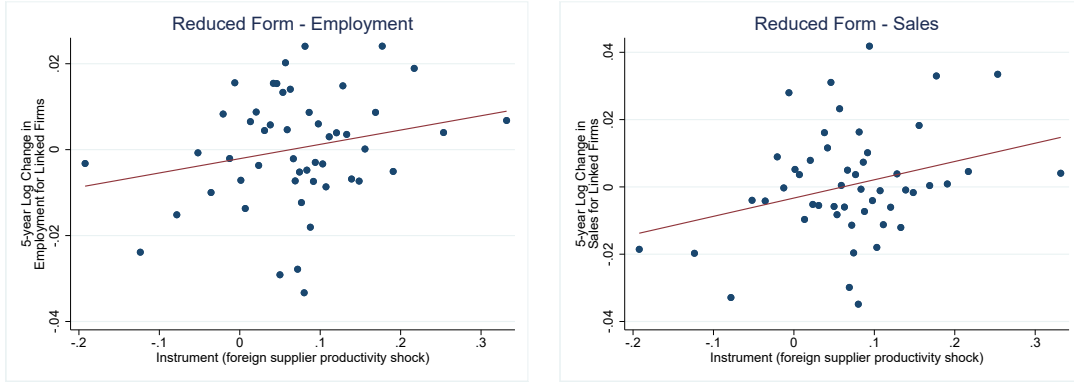 Reduced Form - Employment
5-year Log Change in
Employment for Linked Firms
.02
0
-.02
-.04
-.2
-.1
0
.1
.2
.3
Instrument (foreign supplier productivity shock)
Reduced Form - Sales
5-year Log Change in
Sales for Linked Firms
.04
.02
0
-.02
-.04
-.2
-.1
0
.1
.2
.3
Instrument (foreign supplier productivity shock)